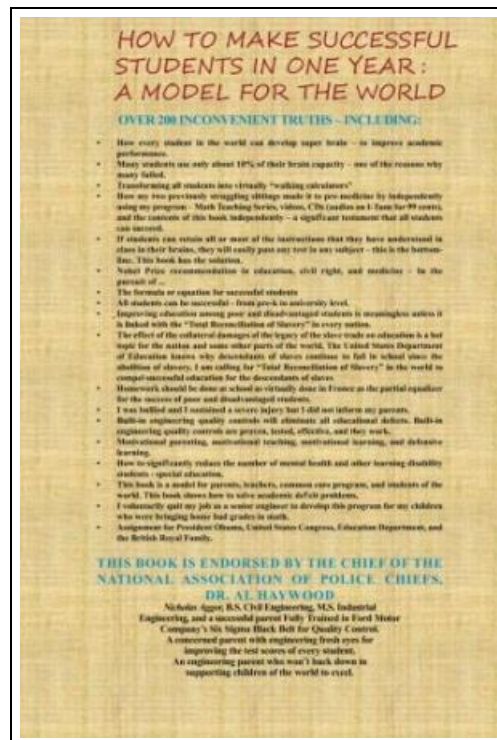 HOW TO MAKE SUCCESSFUL
STUDENTS IN ONE YEAR :
A MODEL FOR THE WORLD
OVER 200 INCONVENIENT TRUTHS – INCLUDING:
• How every student in the world can develop super brain – to improve academic
performance.
• Many students use only about 10% of their brain capacity – one of the reasons why
many failed.
• Transforming all students into virtually "walking calculators"
• How my two previously struggling siblings made it to pre-medicine by independently
using my program – Math Teaching Series, videos, CDs (audios on I-Tune for 99 cents),
and the contents of this book independently – a significant testament that all students
can succeed.
• If students can retain all or most of the instructions that they have understood in
class in their brains, they will easily pass any test in any subject – this is the bottom-
line. This book has the solution.
• Nobel Prize recommendation in education, civil right, and medicine – in the
pursuit of ...
• The formula or equation for successful students
• All students can be successful – from pre-k to university level.
• Improving education among poor and disadvantaged students is meaningless unless it
is linked with the "Total Reconciliation of Slavery" in every nation.
• The effect of the collateral damages of the legacy of the slave trade on education is a hot
topic for the nation and some other parts of the world. The United States Department
of Education knows why descendants of slaves continue to fail in school since the
abolition of slavery. I am calling for "Total Reconciliation of Slavery" in the world to
compel successful education for the descendants of slaves
• Homework should be done at school as virtually done in France as the partial equalizer
for the success of poor and disadvantaged students.
• I was bullied and I sustained a severe injury but I did not inform my parents.
• Built-in engineering quality controls will eliminate all educational defects. Built-in
engineering quality controls are proven, tested, effective, and they work.
• Motivational parenting, motivational teaching, motivational learning, and defensive
learning.
• How to significantly reduce the number of mental health and other learning disability
students - special education.
• This book is a model for parents, teachers, common core program, and students of the
world. This book shows how to solve academic deficit problems.
• I voluntarily quit my job as a senior engineer to develop this program for my children
who were bringing home bad grades in math.
• Assignment for President Obama, United States Congress, Education Department, and
the British Royal Family.
THIS BOOK IS ENDORSED BY THE CHIEF OF THE
NATIONAL ASSOCIATION OF POLICE CHIEFS,
DR. AL HAYWOOD
Nicholas Aggor, B.S. Civil Engineering, M.S. Industrial
Engineering, and a successful parent Fully Trained in Ford Motor
Company's Six Sigma Black Belt for Quality Control.
A concerned parent with engineering fresh eyes for
improving the test scores of every student.
An engineering parent who won't back down in
supporting children of the world to excel.